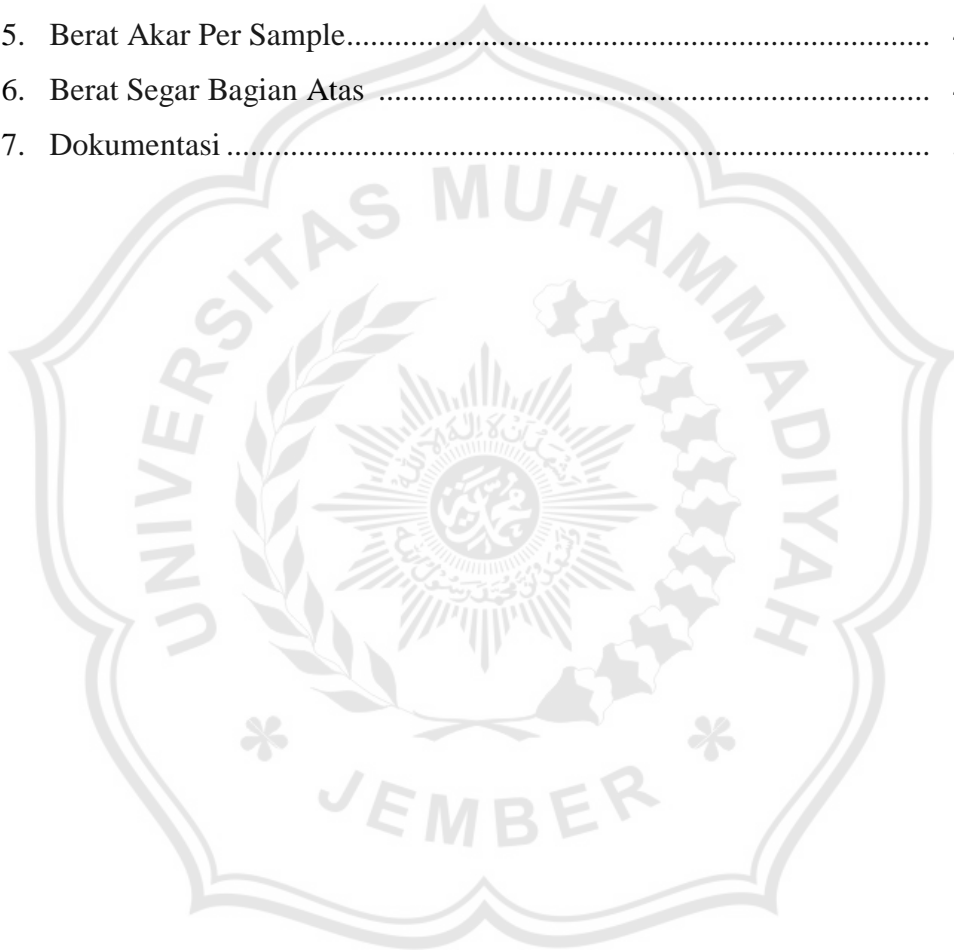 5. Berat Akar Per Sample.........................................................................
6. Berat Segar Bagian Atas .....................................................................
7. Dokumentasi ........................................................................................
UNIVERSITAS MUHAMMADIYAH
JEMBER